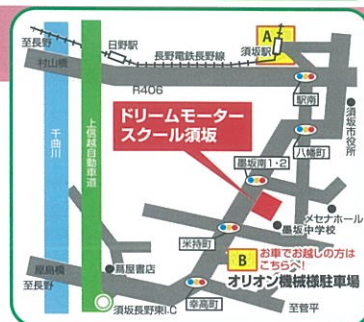 至長野
日野駅
長野電鉄長野線
A
須坂駅
村山橋
R406
駅南
須坂市役所
上信越自動車道
千曲川
ドリームモーター
スクール須坂
八幡町
墨坂南1・2
メセナホール
墨坂中学校
米持町
B
お車でお越しの方は
こちらへ!
オリオン機械様駐車場
屋島橋
至長野
蔦屋書店
幸高町
須坂長野東I.C
至菅平